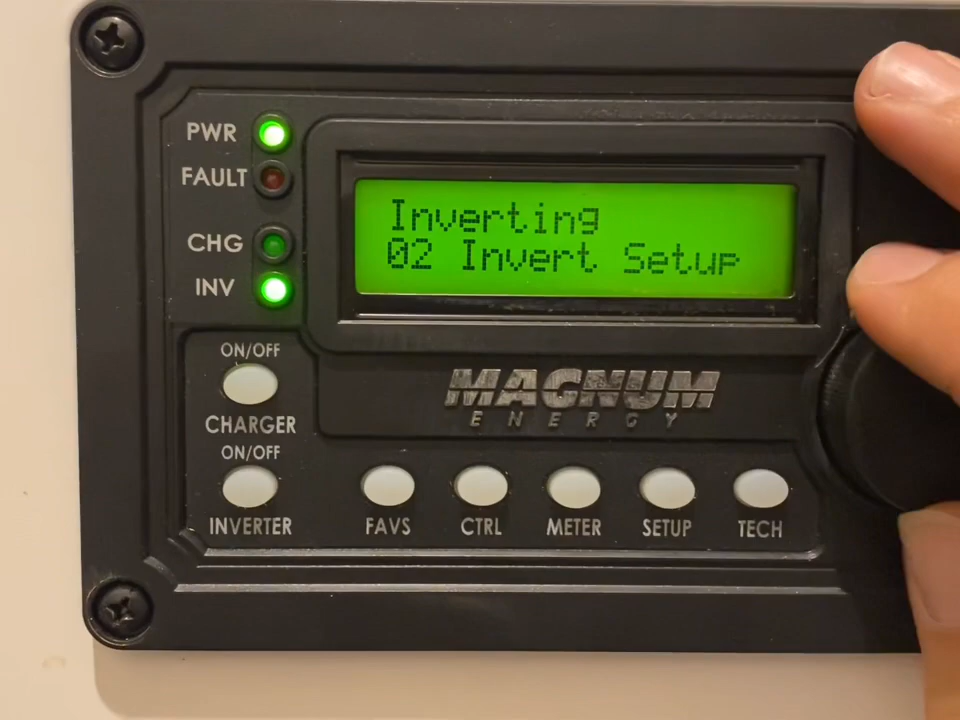 PWR
FAULT
CHG
INV
Inverting
02 Invert Setup
MAGNUM
ENERGY
ON/OFF
CHARGER
ON/OFF
INVERTER
FAVS
CTRL
METER
SETUP
TECH